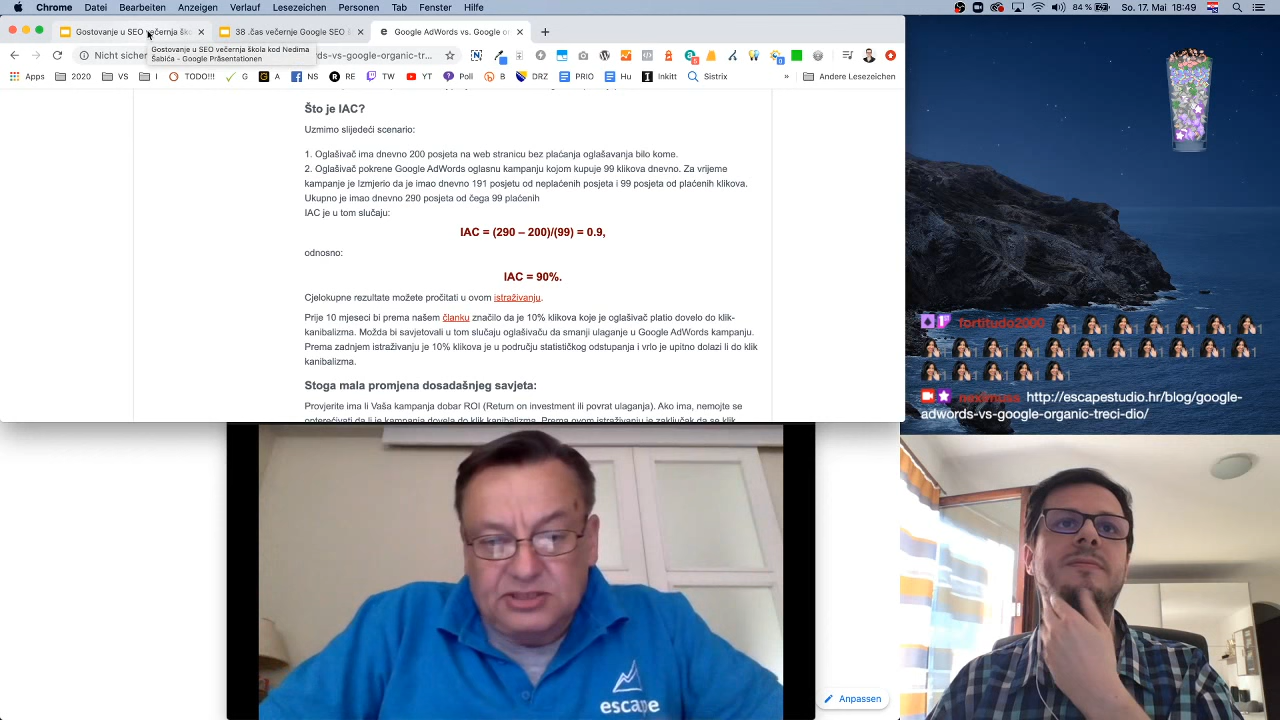 Chrome Datei Bearbeiten Anzeigen Verlauf Lesezeichen Personen Tab Fenster Hilfe
So. 17. Mai 18:49
Gostovanje u SEO večernja ško
38 .čas večernje Google SEO š
Google AdWords vs. Google or
Gostovanje u SEO večernja škola kod Nedima
Šabića - Google Präsentationen
Nicht sicher
rds-vs-google-organic-tr...
Apps 2020 VS I TODO!!! G A NS RE TW YT Poll B DRZ PRIO Hu Inkitt Sistrix » Andere Lesezeichen
Što je IAC?
Uzmimo slijedeći scenario:
1. Oglašivač ima dnevno 200 posjeta na web stranicu bez plaćanja oglašavanja bilo kome.
2. Oglašivač pokrene Google AdWords oglasnu kampanju kojom kupuje 99 klikova dnevno. Za vrijeme
kampanje je Izmjerio da je imao dnevno 191 posjetu od neplaćenih posjeta i 99 posjeta od plaćenih klikova.
Ukupno je imao dnevno 290 posjeta od čega 99 plaćenih
IAC je u tom slučaju:
IAC = (290 – 200)/(99) = 0.9,
odnosno:
IAC = 90%.
Cjelokupne rezultate možete pročitati u ovom istraživanju.
Prije 10 mjeseci bi prema našem članku značilo da je 10% klikova koje je oglašivač platio dovelo do klik-
kanibalizma. Možda bi savjetovali u tom slučaju oglašivaču da smanji ulaganje u Google AdWords kampanju.
Prema zadnjem istraživanju je 10% klikova je u području statističkog odstupanja i vrlo je upitno dolazi li do klik
kanibalizma.
Stoga mala promjena dosadašnjeg savjeta:
Provjerite ima li Vaša kampanja dobar ROI (Return on investment ili povrat ulaganja). Ako ima, nemojte se
fortitudo2000
http://escapestudio.hr/blog/google-
adwords-vs-google-organic-treci-dio/
escape
Anpassen